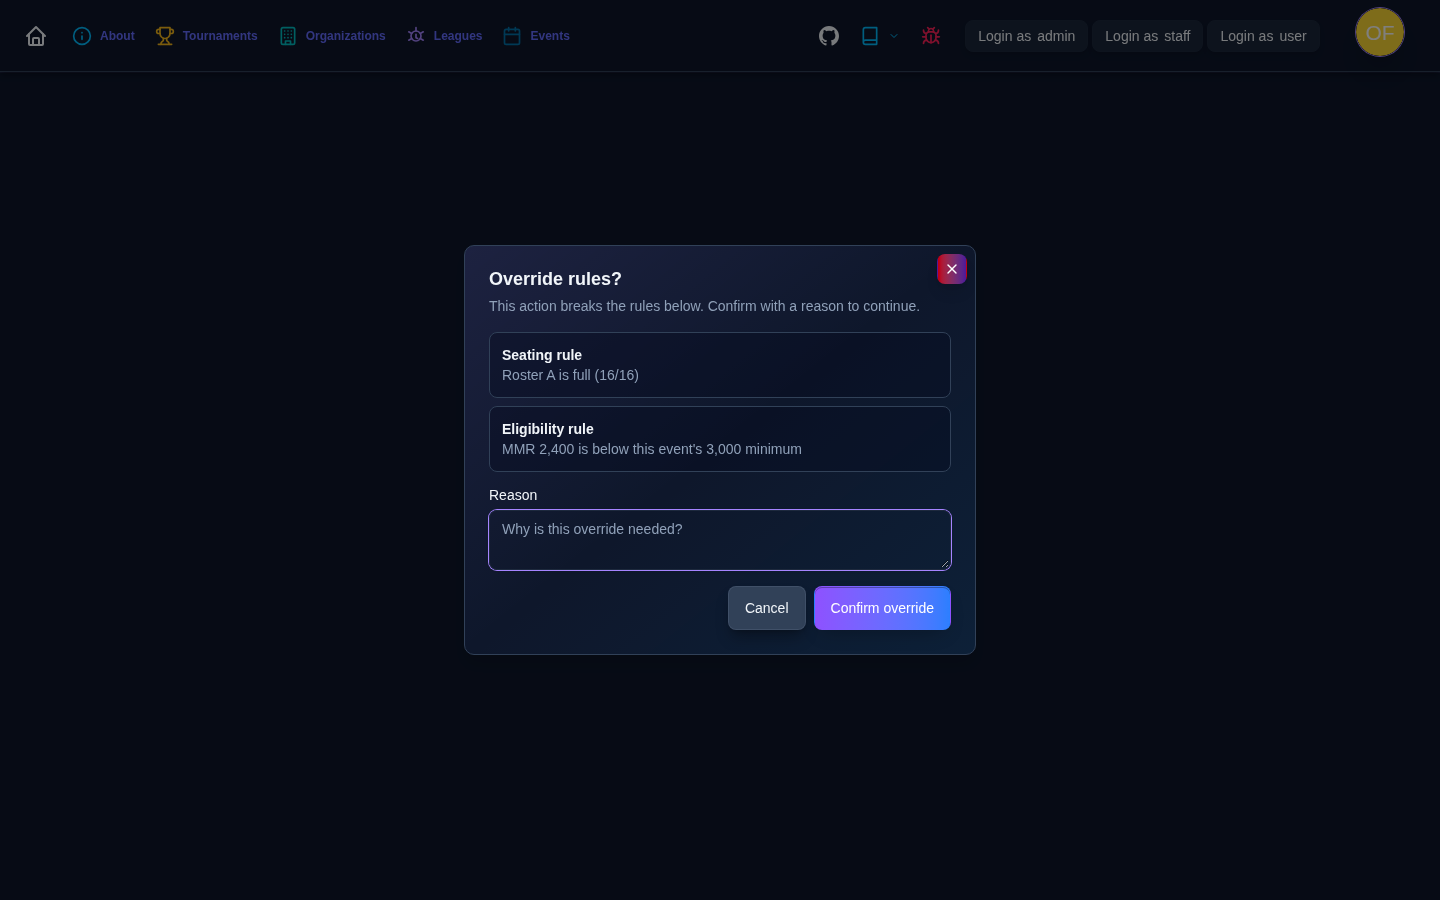 About Tournaments Organizations Leagues Events Login as admin Login as staff Login as user OF
Override rules?
This action breaks the rules below. Confirm with a reason to continue.
Seating rule
Roster A is full (16/16)
Eligibility rule
MMR 2,400 is below this event's 3,000 minimum
Reason
Why is this override needed?
Cancel Confirm override